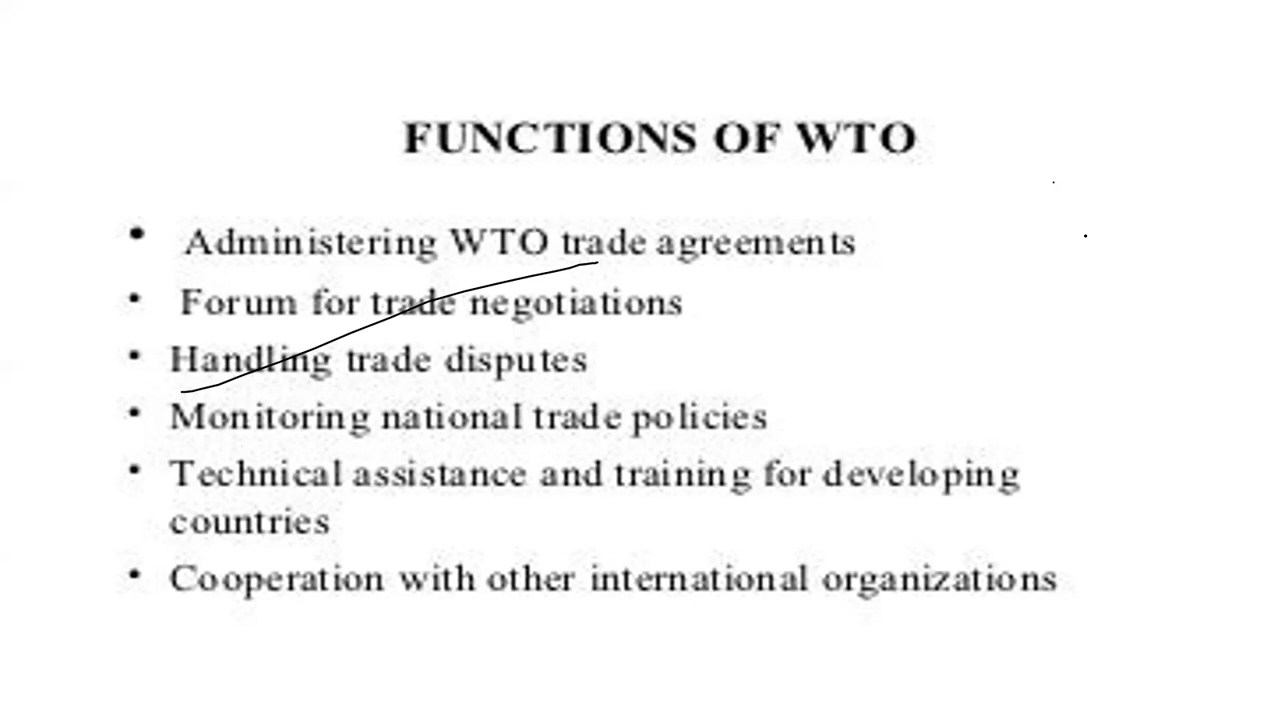 FUNCTIONS OF WTO
• Administering WTO trade agreements
• Forum for trade negotiations
• Handling trade disputes
• Monitoring national trade policies
• Technical assistance and training for developing
countries
• Cooperation with other international organizations